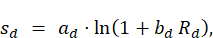 s_d = a_d · ln(1 + b_d R_d),